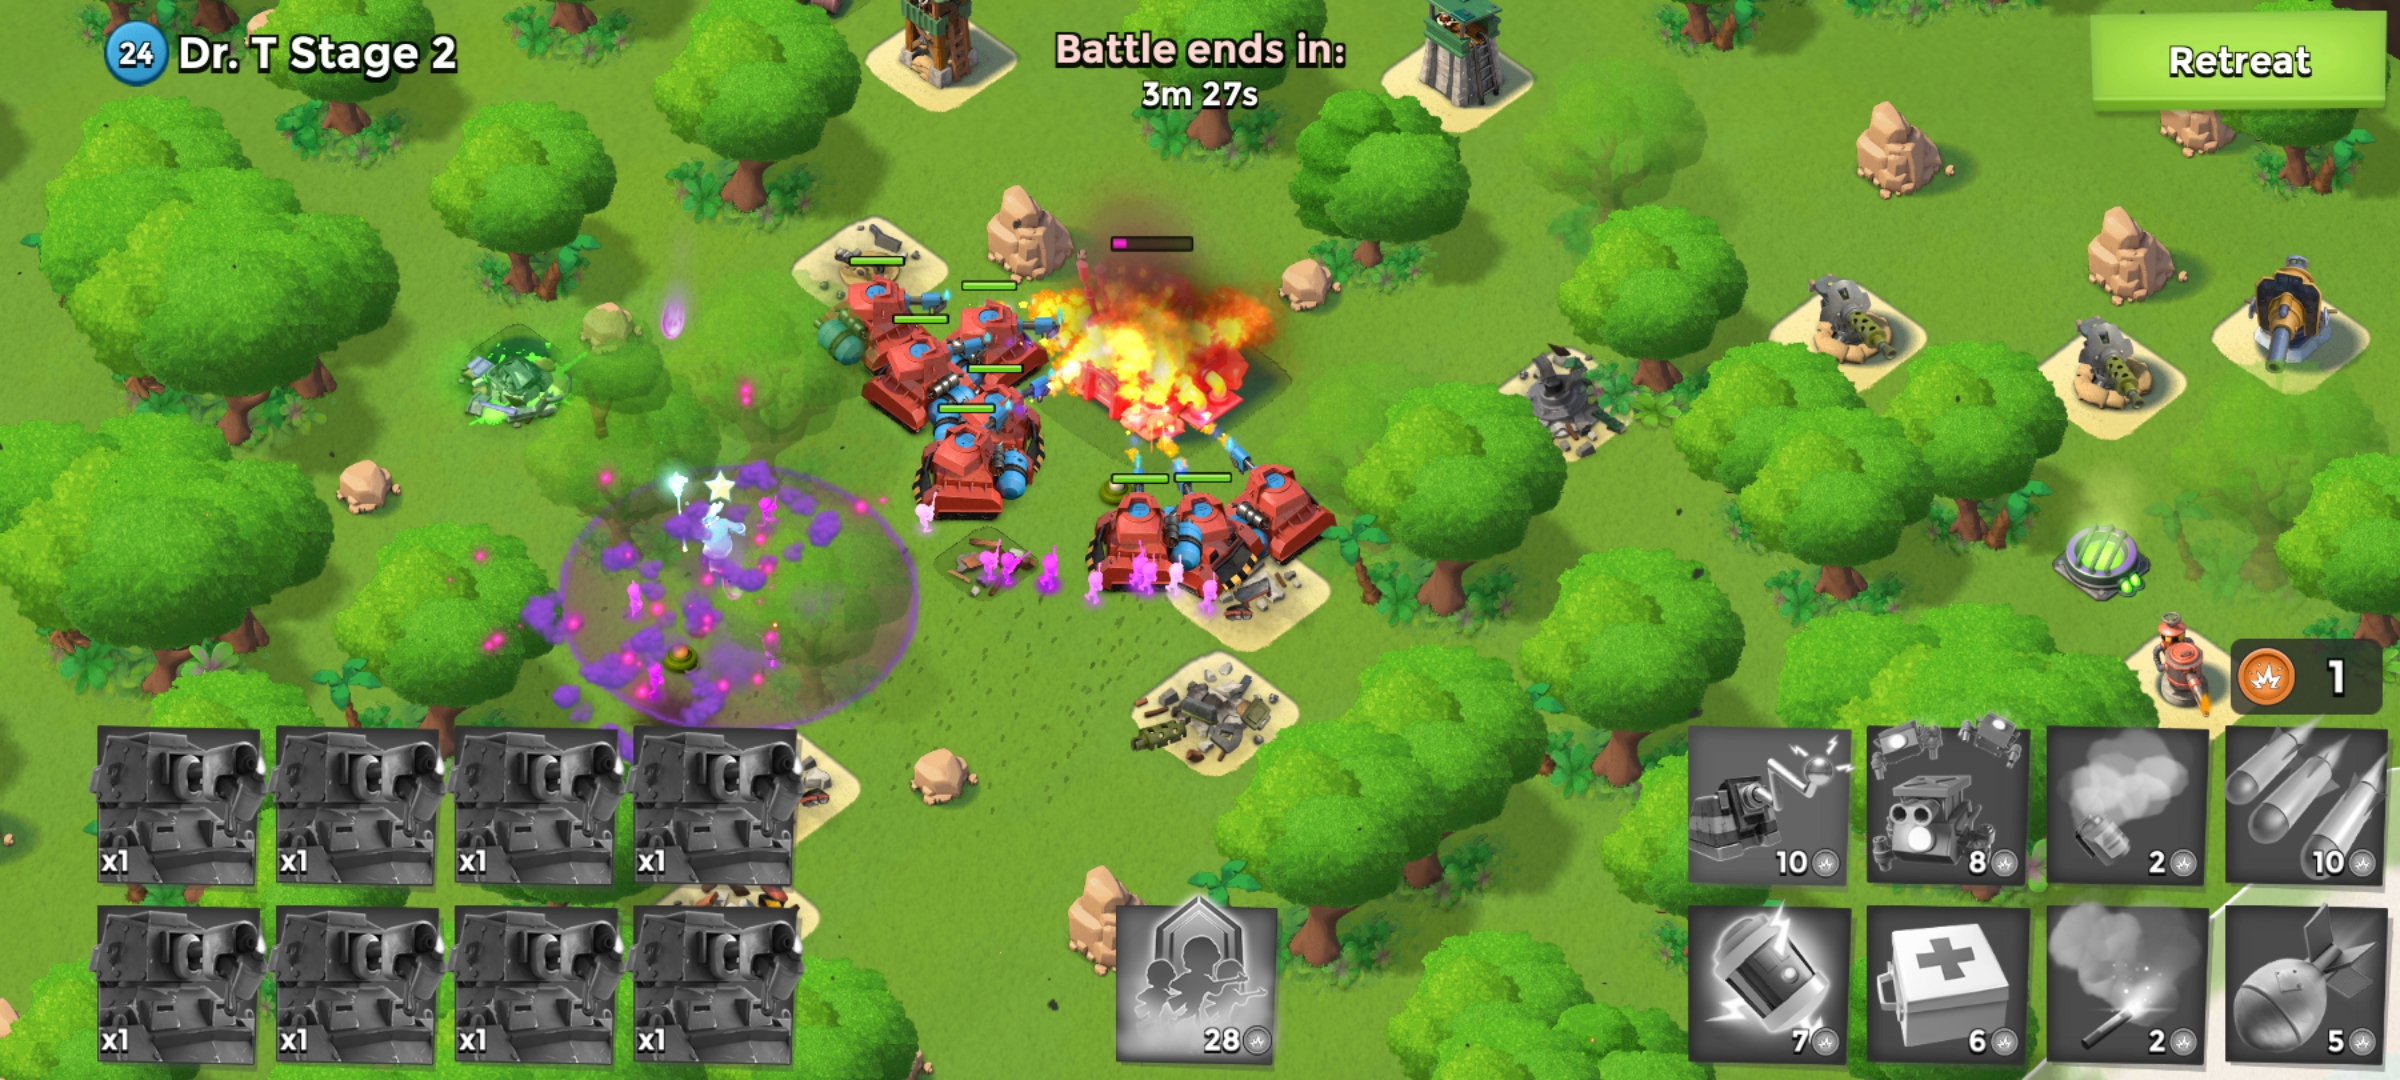 24 Dr. T Stage 2
Battle ends in:
3m 27s
Retreat
1
x1 x1 x1 x1
10 8 2 10
x1 x1 x1 x1
28
7 6 2 5